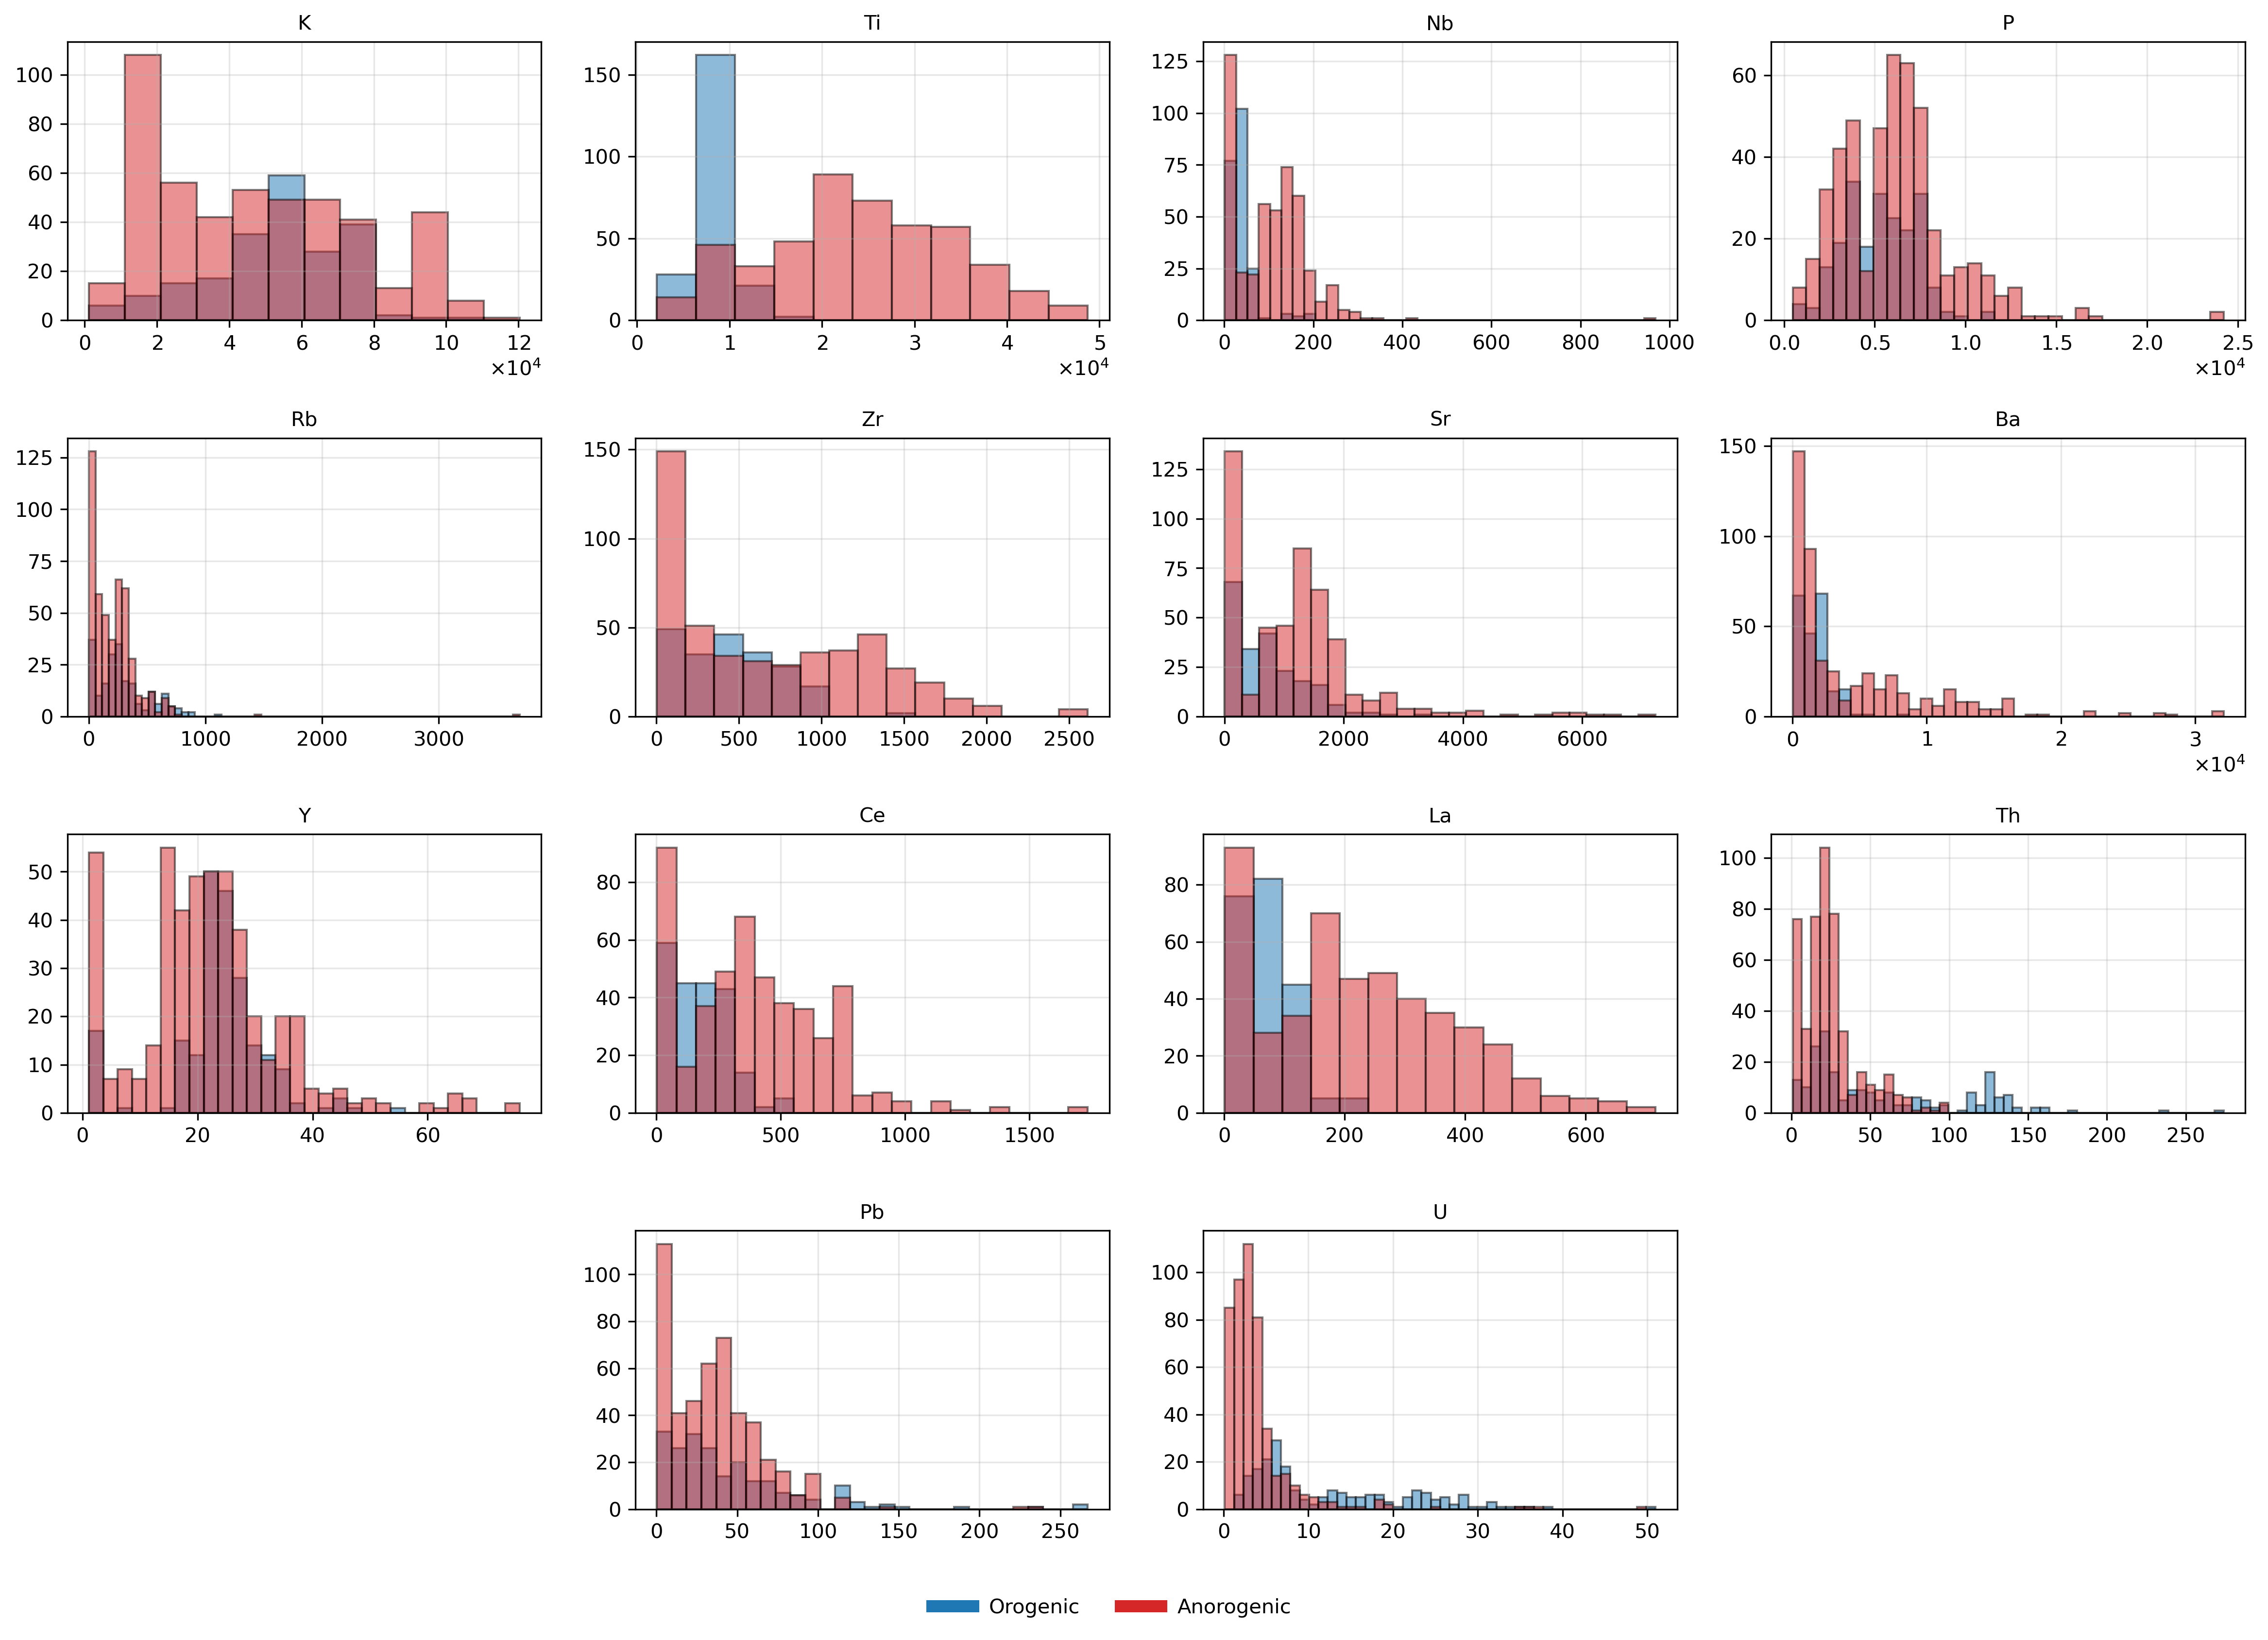 K Ti Nb P
100 150 125 60
80 100
60 100 75 40
40 50 50 20
20 25
0 0 0 0
0 2 4 6 8 10 12 0 1 2 3 4 5 0 200 400 600 800 1000 0.0 0.5 1.0 1.5 2.0 2.5
×10⁴ ×10⁴ ×10⁴
Rb Zr Sr Ba
125 150 125 150
100 100
75 100 75 100
50 50 50 50
25 25
0 0 0 0
0 1000 2000 3000 0 500 1000 1500 2000 2500 0 2000 4000 6000 0 1 2 3
×10⁴
Y Ce La Th
50 80 80 100
40 80
30 60 60 60
20 40 40 40
10 20 20 20
0 0 0 0
0 20 40 60 0 500 1000 1500 0 200 400 600 0 50 100 150 200 250
Pb U
100 100
80 80
60 60
40 40
20 20
0 0
0 50 100 150 200 250 0 10 20 30 40 50
Orogenic Anorogenic